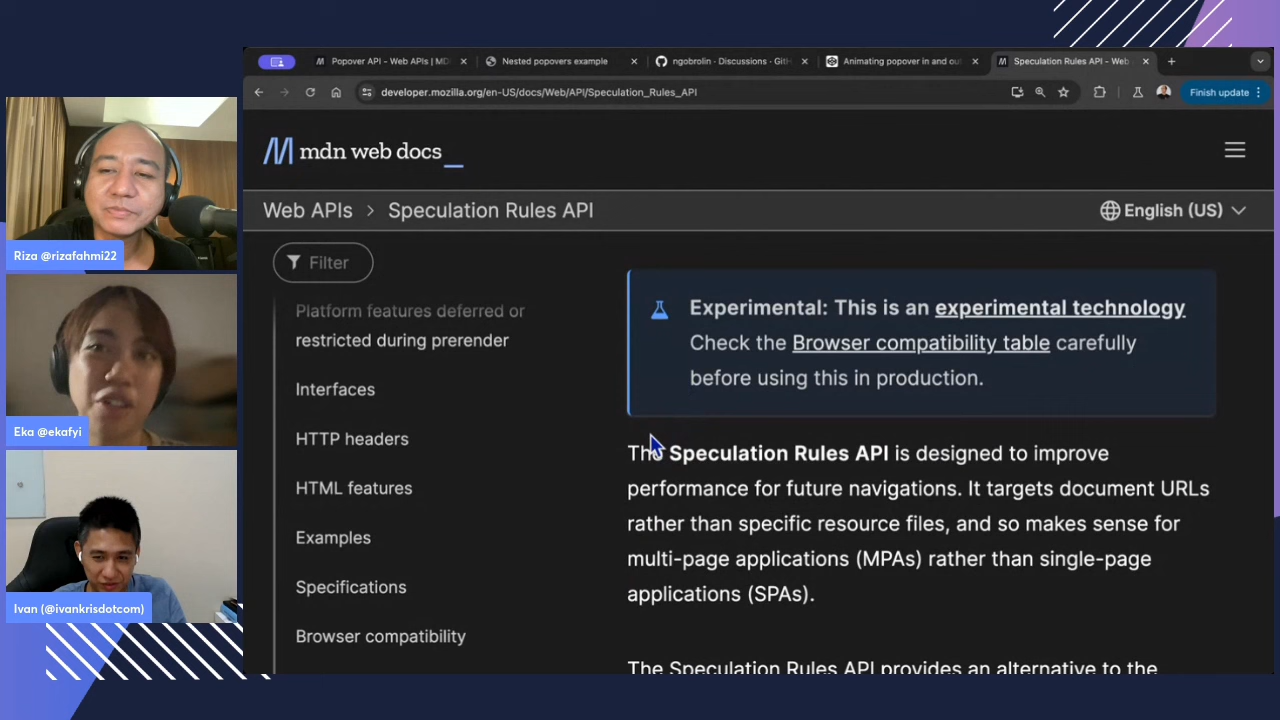 Popover API - Web APIs | MD
Nested popovers example
ngobrolin · Discussions · GitH
Animating popover in and ou
Speculation Rules API - Web
developer.mozilla.org/en-US/docs/Web/API/Speculation_Rules_API
Finish update
mdn web docs_
Web APIs > Speculation Rules API
English (US)
Filter
Platform features deferred or
restricted during prerender
Interfaces
HTTP headers
HTML features
Examples
Specifications
Browser compatibility
Experimental: This is an experimental technology
Check the Browser compatibility table carefully
before using this in production.
The Speculation Rules API is designed to improve
performance for future navigations. It targets document URLs
rather than specific resource files, and so makes sense for
multi-page applications (MPAs) rather than single-page
applications (SPAs).
The Speculation Rules API provides an alternative to the
Riza @rizafahmi22
Eka @ekafyi
Ivan (@ivankrisdotcom)